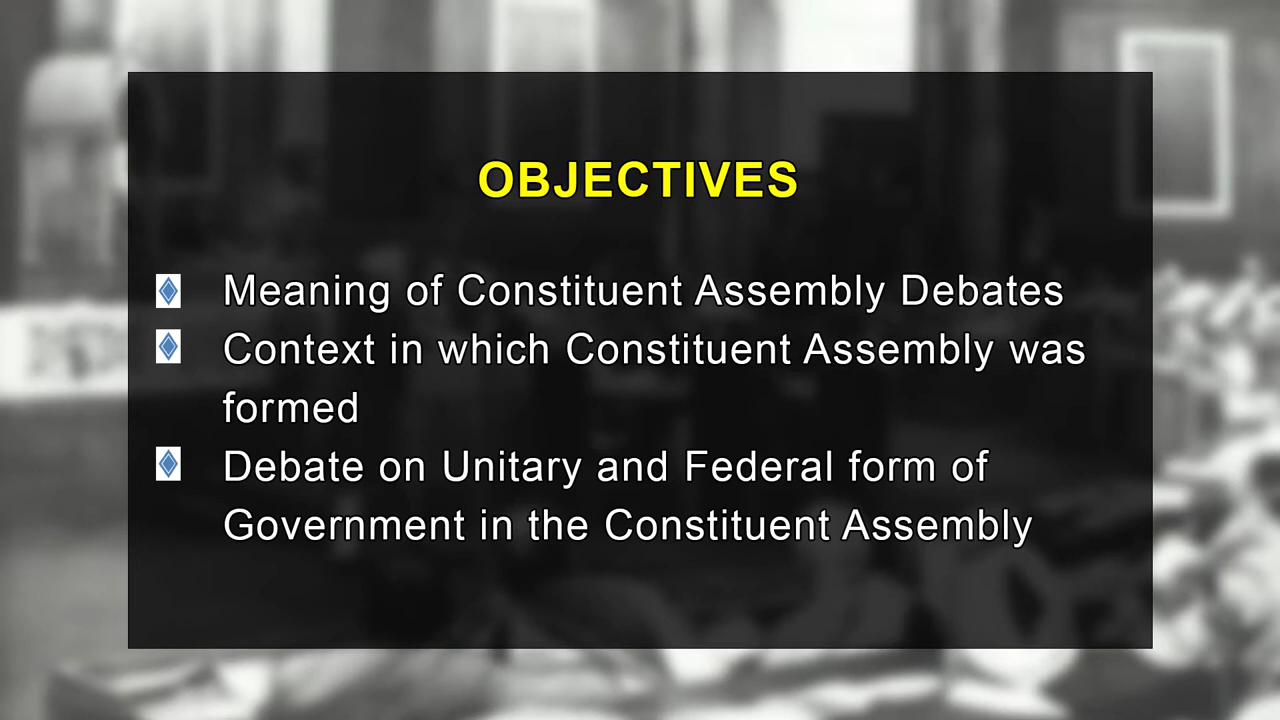 OBJECTIVES
Meaning of Constituent Assembly Debates
Context in which Constituent Assembly was
formed
Debate on Unitary and Federal form of
Government in the Constituent Assembly